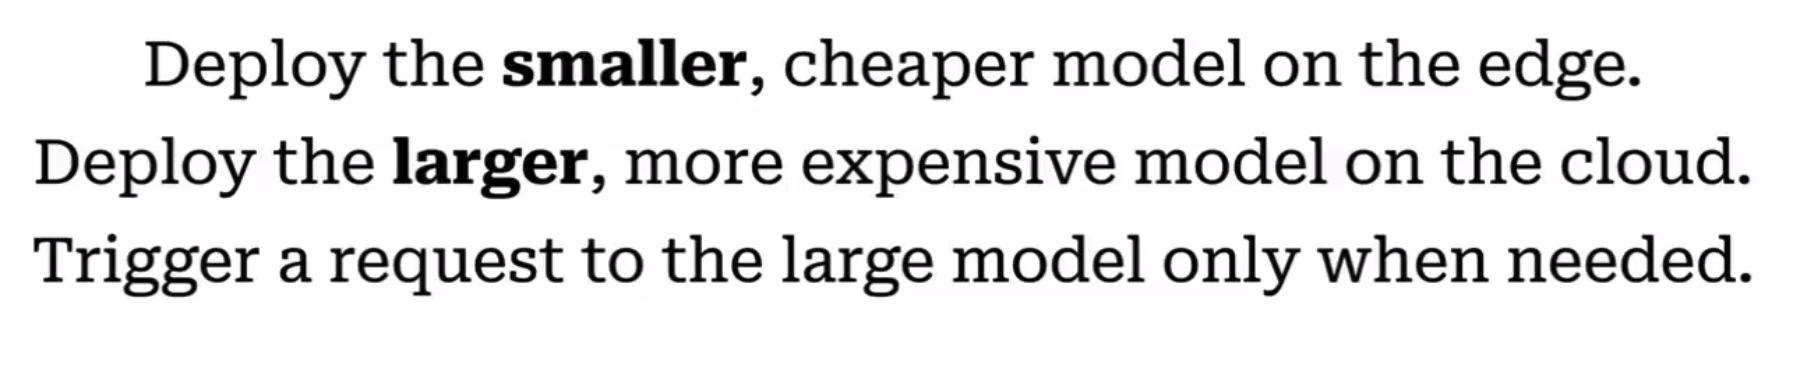 Deploy the smaller, cheaper model on the edge.
Deploy the larger, more expensive model on the cloud.
Trigger a request to the large model only when needed.